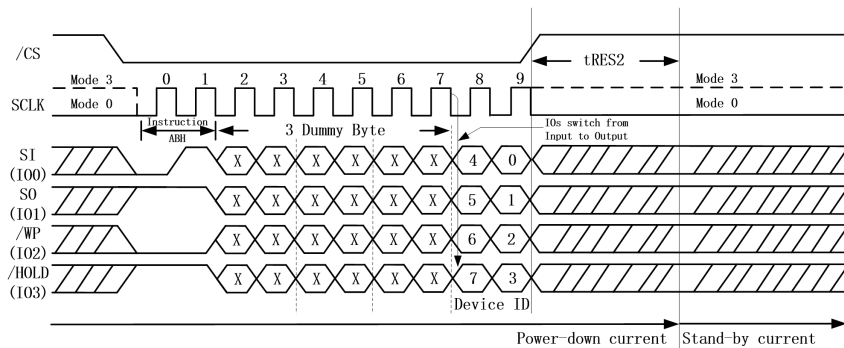 /CS
tRES2
Mode 3 0 1 2 3 4 5 6 7 8 9 Mode 3
SCLK Mode 0 Mode 0
Instruction
ABH
3 Dummy Byte
IOs switch from
Input to Output
SI
(IO0) X X X X X X 4 0
SO
(IO1) X X X X X X 5 1
/WP
(IO2) X X X X X X 6 2
/HOLD
(IO3) X X X X X X 7 3
Device ID
Power-down current Stand-by current